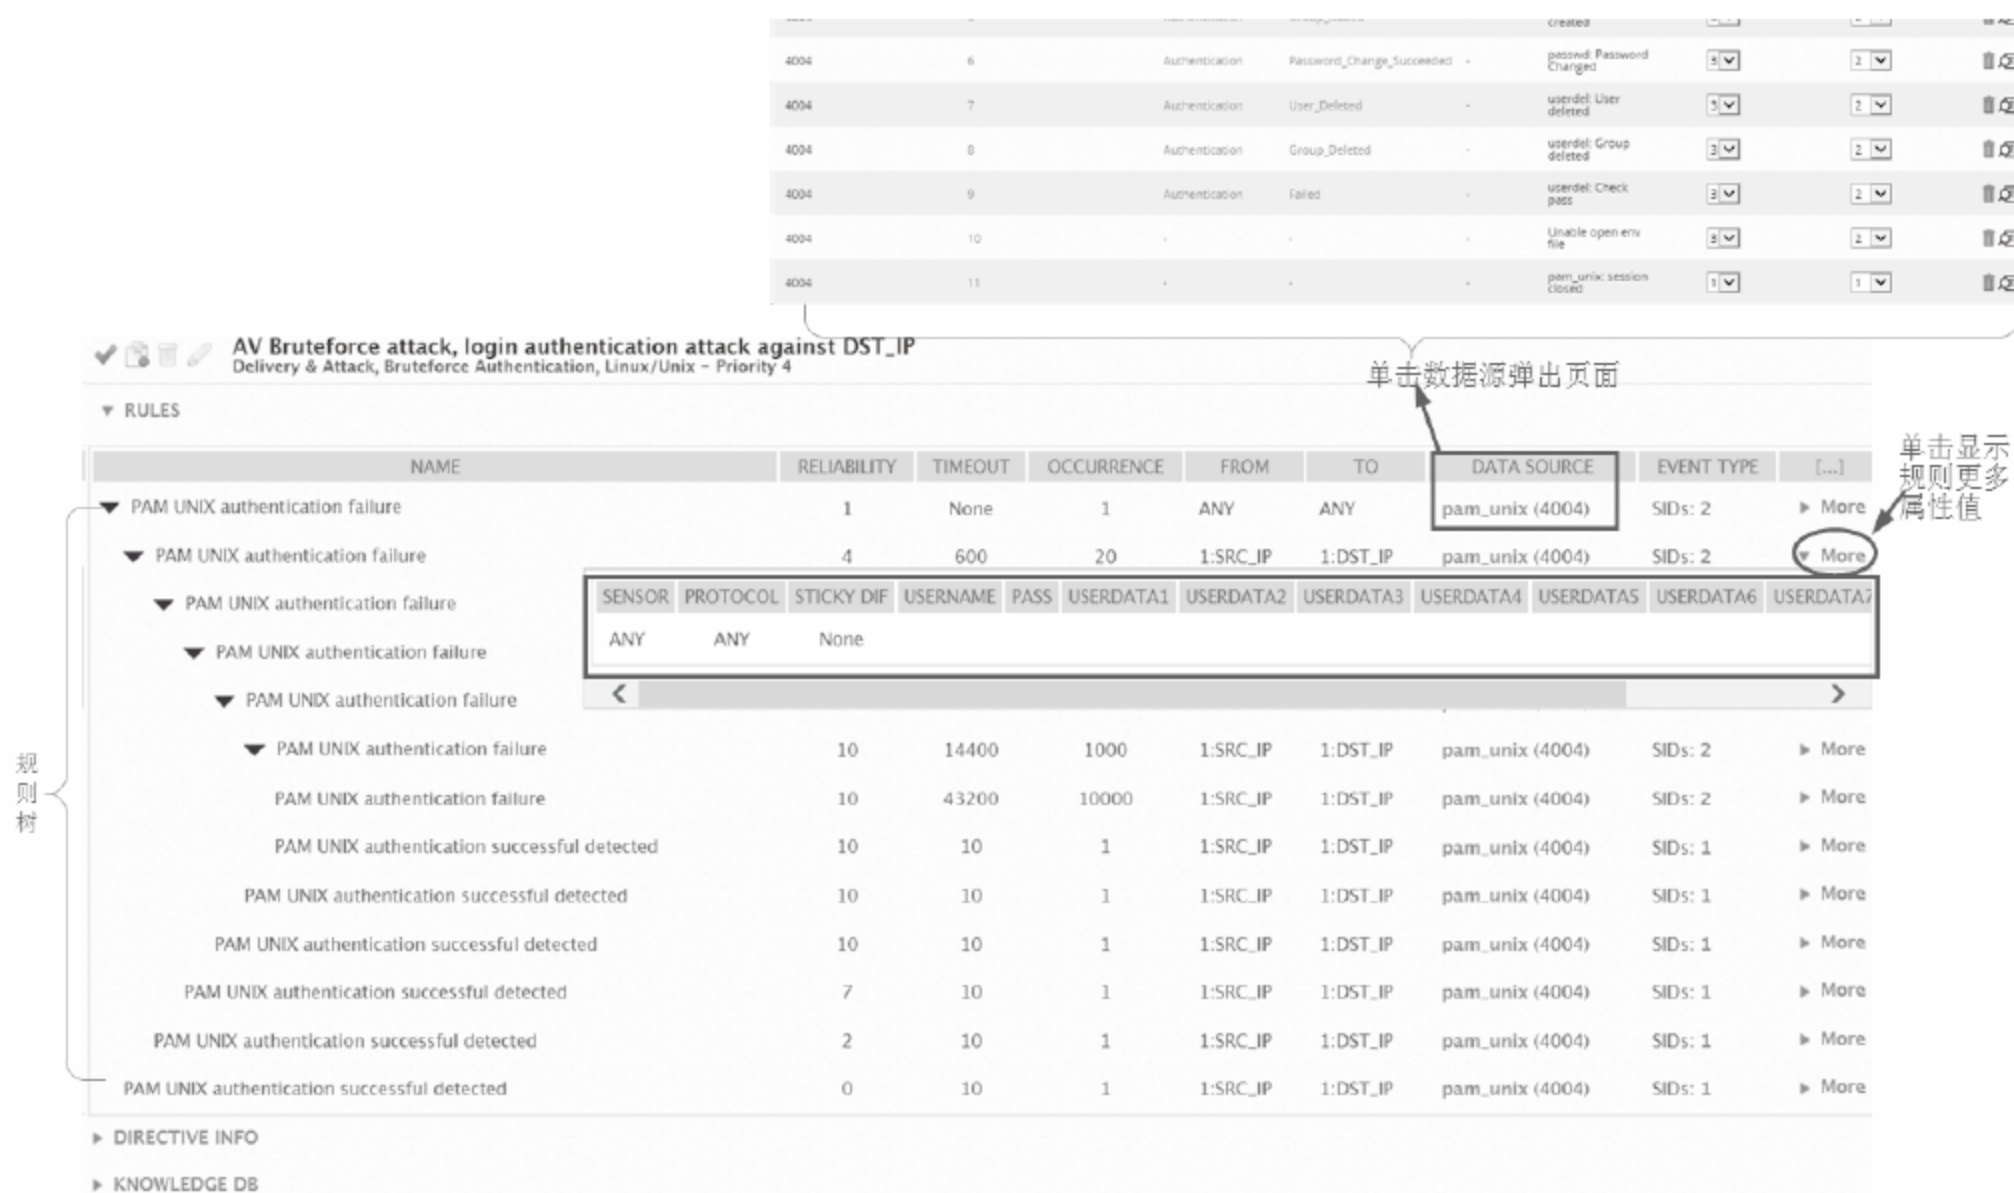 created
4004 6 Authentication Password_Change_Succeeded - passwd: Password Changed 3 2
4004 7 Authentication User_Deleted - userdel: User deleted 3 2
4004 8 Authentication Group_Deleted - userdel: Group deleted 3 2
4004 9 Authentication Failed - userdel: Check pass 3 2
4004 10 - - - Unable open env file 3 2
4004 11 - - - pam_unix: session closed 1 1
AV Bruteforce attack, login authentication attack against DST_IP
Delivery & Attack, Bruteforce Authentication, Linux/Unix – Priority 4
单击数据源弹出页面
RULES
单击显示
规则更多
属性值
NAME RELIABILITY TIMEOUT OCCURRENCE FROM TO DATA SOURCE EVENT TYPE [...]
PAM UNIX authentication failure 1 None 1 ANY ANY pam_unix (4004) SIDs: 2 More
PAM UNIX authentication failure 4 600 20 1:SRC_IP 1:DST_IP pam_unix (4004) SIDs: 2 More
SENSOR PROTOCOL STICKY DIF USERNAME PASS USERDATA1 USERDATA2 USERDATA3 USERDATA4 USERDATA5 USERDATA6 USERDATA7
ANY ANY None
PAM UNIX authentication failure
PAM UNIX authentication failure
PAM UNIX authentication failure
PAM UNIX authentication failure 10 14400 1000 1:SRC_IP 1:DST_IP pam_unix (4004) SIDs: 2 More
PAM UNIX authentication failure 10 43200 10000 1:SRC_IP 1:DST_IP pam_unix (4004) SIDs: 2 More
PAM UNIX authentication successful detected 10 10 1 1:SRC_IP 1:DST_IP pam_unix (4004) SIDs: 1 More
PAM UNIX authentication successful detected 10 10 1 1:SRC_IP 1:DST_IP pam_unix (4004) SIDs: 1 More
PAM UNIX authentication successful detected 10 10 1 1:SRC_IP 1:DST_IP pam_unix (4004) SIDs: 1 More
PAM UNIX authentication successful detected 7 10 1 1:SRC_IP 1:DST_IP pam_unix (4004) SIDs: 1 More
PAM UNIX authentication successful detected 2 10 1 1:SRC_IP 1:DST_IP pam_unix (4004) SIDs: 1 More
PAM UNIX authentication successful detected 0 10 1 1:SRC_IP 1:DST_IP pam_unix (4004) SIDs: 1 More
规
则
树
DIRECTIVE INFO
KNOWLEDGE DB